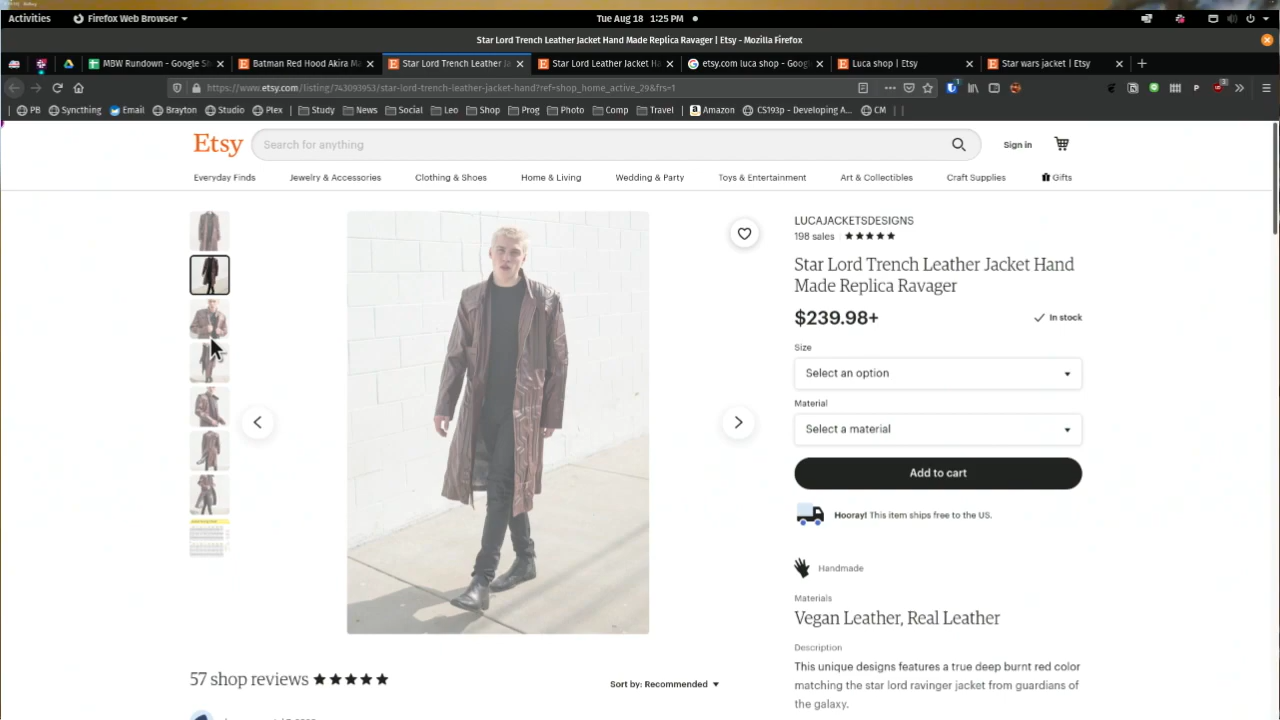 Activities
Firefox Web Browser
Tue Aug 18 1:25 PM
Star Lord Trench Leather Jacket Hand Made Replica Ravager | Etsy - Mozilla Firefox
MBW Rundown - Google Sh
Batman Red Hood Akira Ma
Star Lord Trench Leather J
Star Lord Leather Jacket Ha
etsy.com luca shop - Goog
Luca shop | Etsy
Star wars jacket | Etsy
https://www.etsy.com/listing/743093953/star-lord-trench-leather-jacket-hand?ref=shop_home_active_29&frs=1
PB
Syncthing
Email
Brayton
Studio
Plex
Study
News
Social
Leo
Shop
Prog
Photo
Comp
Travel
Amazon
CS193p - Developing A...
CM
Etsy
Search for anything
Sign in
Everyday Finds
Jewelry & Accessories
Clothing & Shoes
Home & Living
Wedding & Party
Toys & Entertainment
Art & Collectibles
Craft Supplies
Gifts
LUCAJACKETSDESIGNS
198 sales ★★★★★
Star Lord Trench Leather Jacket Hand
Made Replica Ravager
$239.98+
In stock
Size
Select an option
Material
Select a material
Add to cart
Hooray! This item ships free to the US.
Handmade
Materials
Vegan Leather, Real Leather
Description
This unique designs features a true deep burnt red color
matching the star lord ravinger jacket from guardians of
the galaxy.
57 shop reviews ★★★★★
Sort by: Recommended